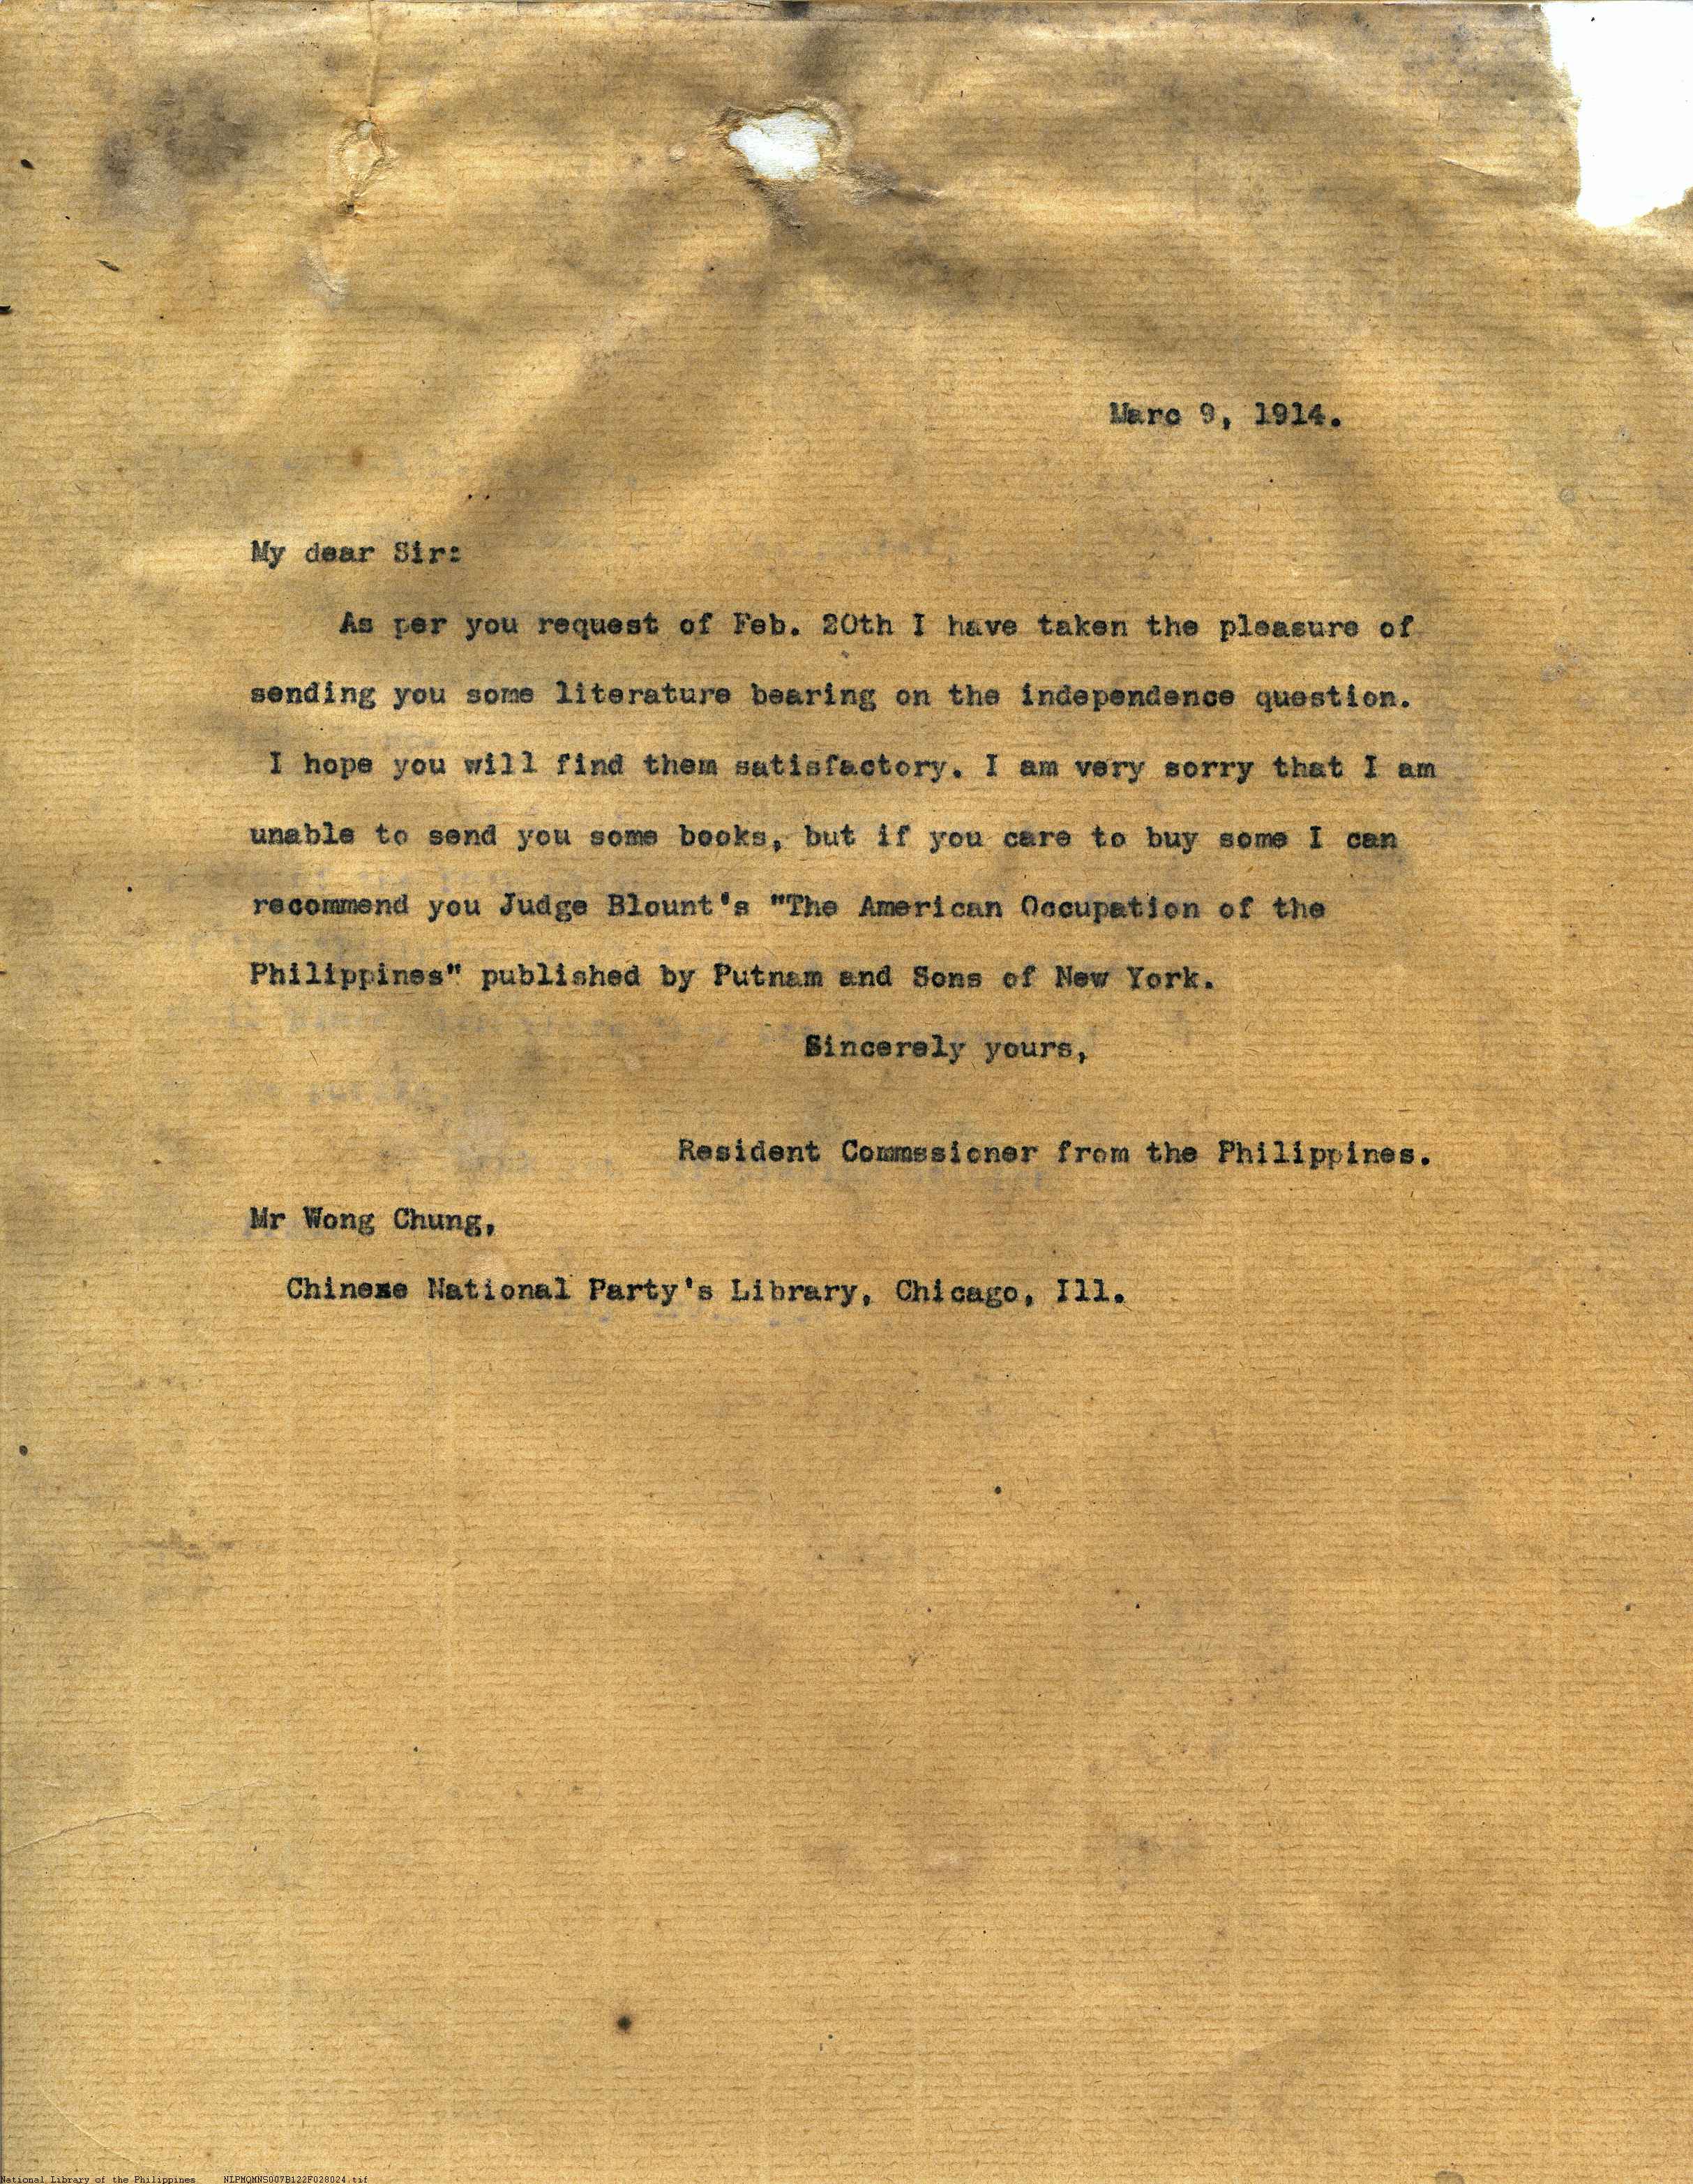 Marc 9, 1914.
My dear Sir:
As per you request of Feb. 20th I have taken the pleasure of
sending you some literature bearing on the independence question.
I hope you will find them satisfactory. I am very sorry that I am
unable to send you some books, but if you care to buy some I can
recommend you Judge Blount's "The American Occupation of the
Philippines" published by Putnam and Sons of New York.
Sincerely yours,
Resident Commssioner from the Philippines.
Mr Wong Chung,
Chinese National Party's Library, Chicago, Ill.
National Library of the Philippines NLPMQMNS007B122F028024.tif